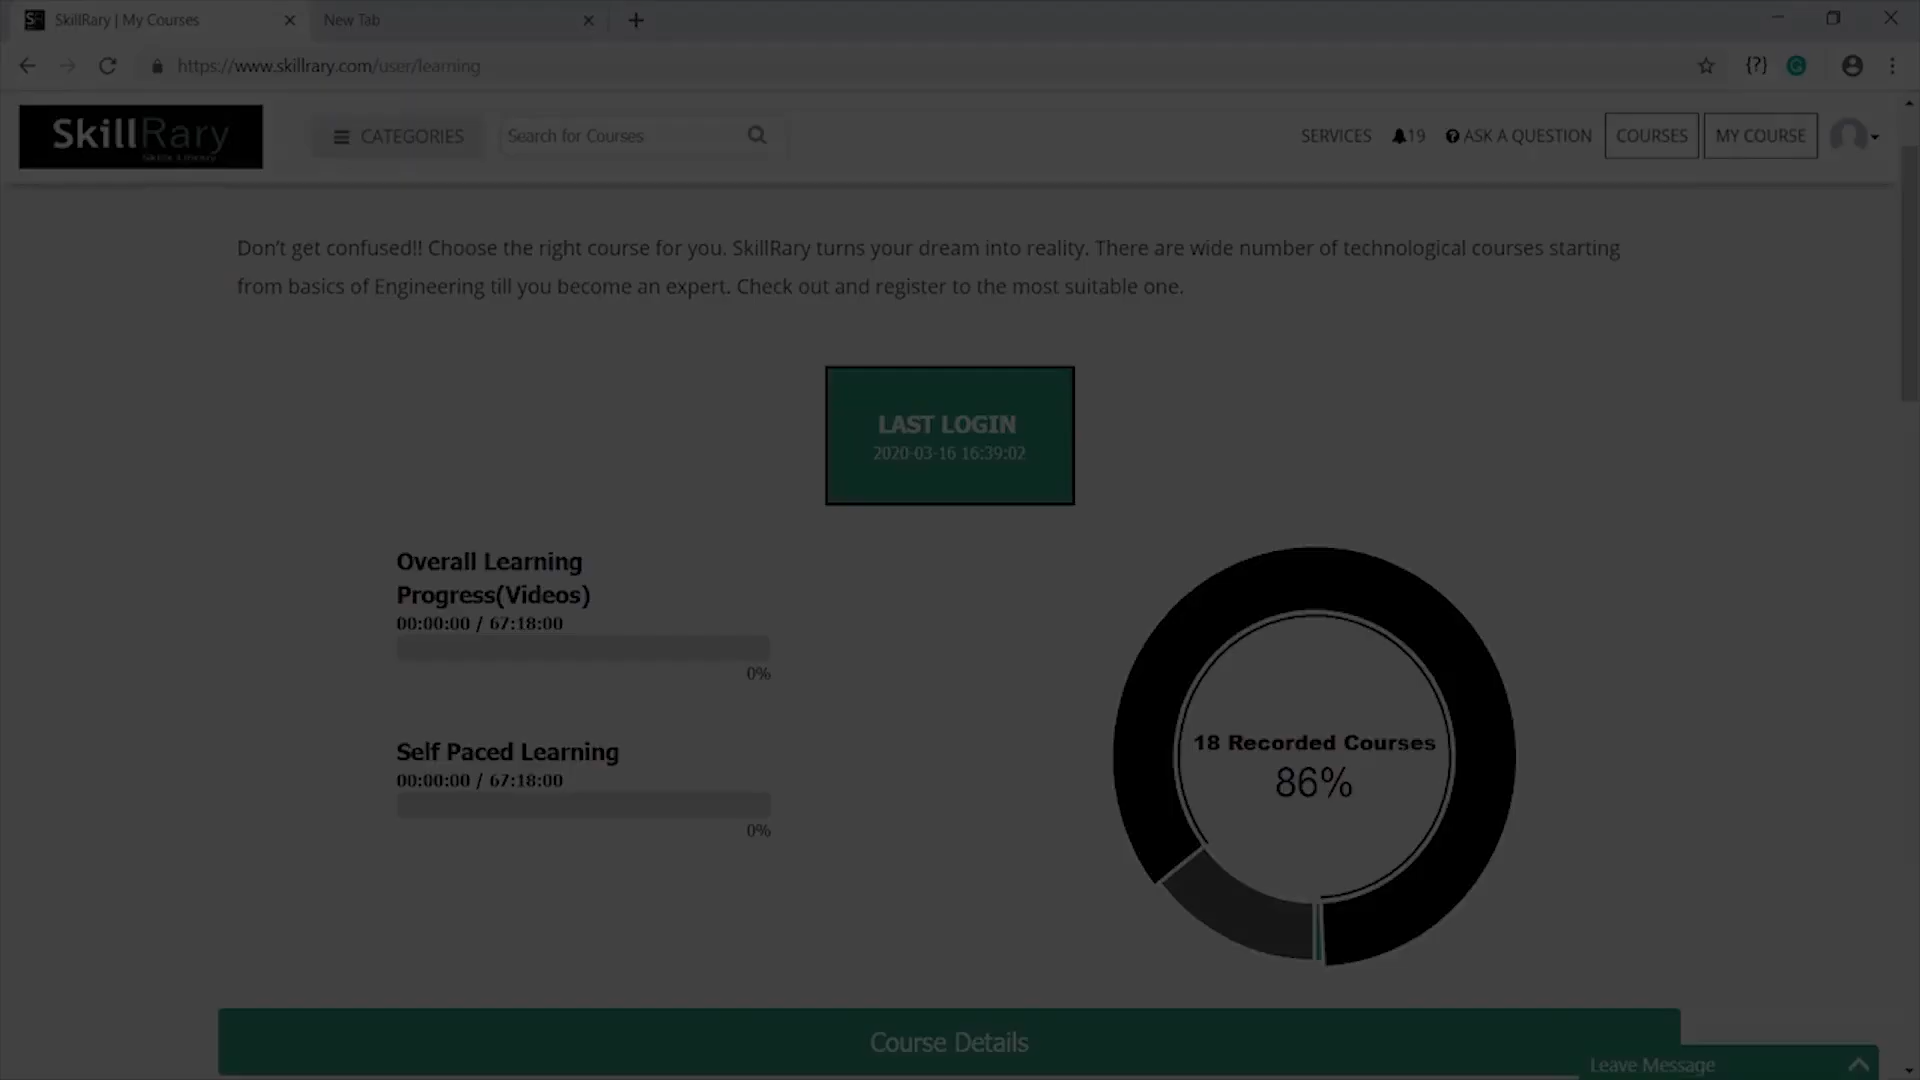 SkillRary | My Courses
New Tab
https://www.skillrary.com/user/learning
SkillRary
CATEGORIES
Search for Courses
SERVICES
19
ASK A QUESTION
COURSES
MY COURSE
Don't get confused!! Choose the right course for you. SkillRary turns your dream into reality. There are wide number of technological courses starting
from basics of Engineering till you become an expert. Check out and register to the most suitable one.
LAST LOGIN
2020-03-16 16:39:02
Overall Learning
Progress(Videos)
00:00:00 / 67:18:00
0%
Self Paced Learning
00:00:00 / 67:18:00
0%
18 Recorded Courses
86%
Course Details
Leave Message